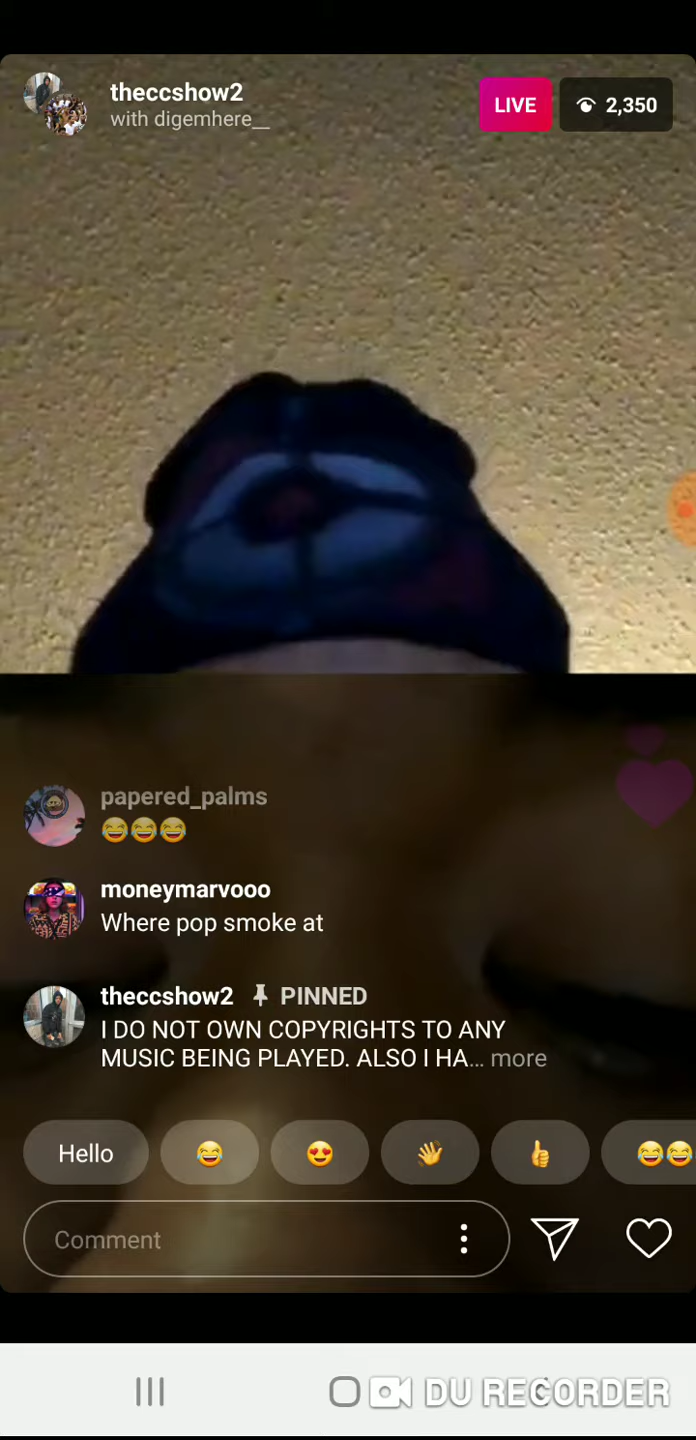 theccshow2
with digemhere__
LIVE
2,350
papered_palms
😂😂😂
moneymarvooo
Where pop smoke at
theccshow2 PINNED
I DO NOT OWN COPYRIGHTS TO ANY
MUSIC BEING PLAYED. ALSO I HA... more
Hello 😂 😍 👋 👍 😂😂
Comment
DU RECORDER